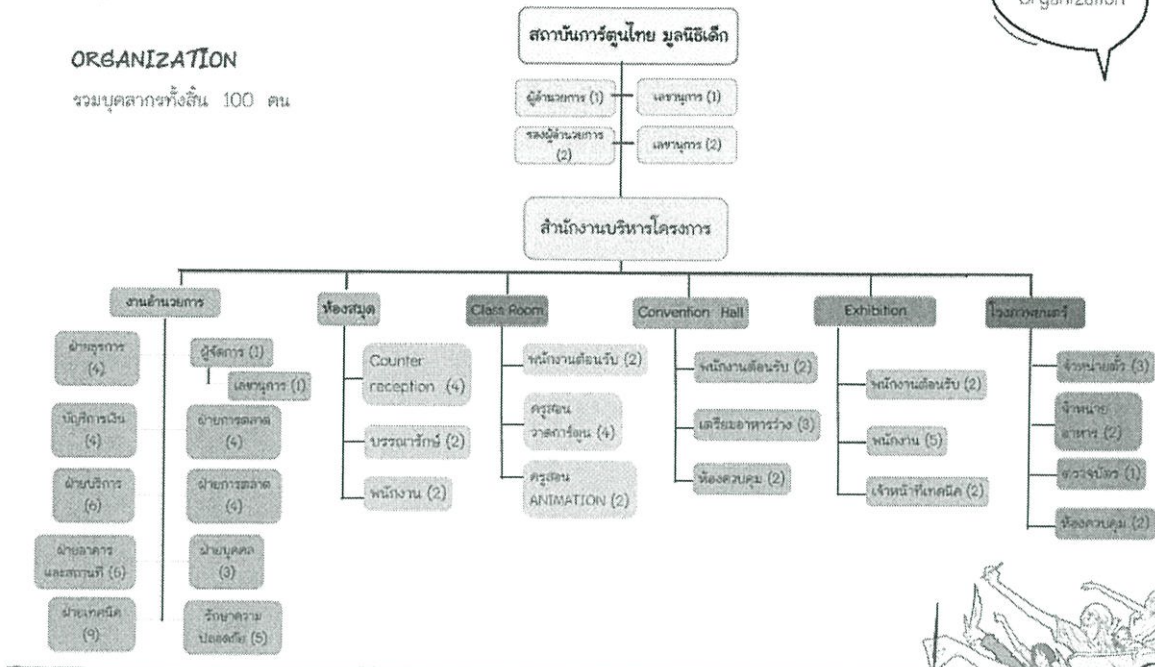 Organization
ORGANIZATION
รวมบุคลากรทั้งสิ้น 100 คน
สถาบันการ์ตูนไทย มูลนิธิเด็ก
ผู้อำนวยการ (1)
เลขานุการ (1)
รองผู้อำนวยการ
(2)
เลขานุการ (2)
สำนักงานบริหารโครงการ
งานอำนวยการ
ฝ่ายธุรการ
(4)
ผู้จัดการ (1)
เลขานุการ (1)
บัญชีการเงิน
(4)
ฝ่ายการตลาด
(4)
ฝ่ายบริการ
(6)
ฝ่ายการตลาด
(4)
ฝ่ายอาคาร
และสถานที่
ฝ่ายบุคคล
(3)
ฝ่ายเทคนิค
(9)
รักษาความ
ปลอดภัย (5)
ห้องสมุด
Counter
reception (4)
บรรณารักษ์ (2)
พนักงาน (2)
Class Room
พนักงานต้อนรับ (2)
ครูสอน
วาดการ์ตูน (4)
ครูสอน
ANIMATION (2)
Convention Hall
พนักงานต้อนรับ (2)
เตรียมอาหารว่าง (3)
ห้องควบคุม (2)
Exhibition
พนักงานต้อนรับ (2)
พนักงาน (5)
เจ้าหน้าที่เทคนิค (2)
โรงภาพยนตร์
จำหน่ายตั๋ว (3)
จำหน่าย
อาหาร (2)
ตรวจบัตร (1)
ห้องควบคุม (2)